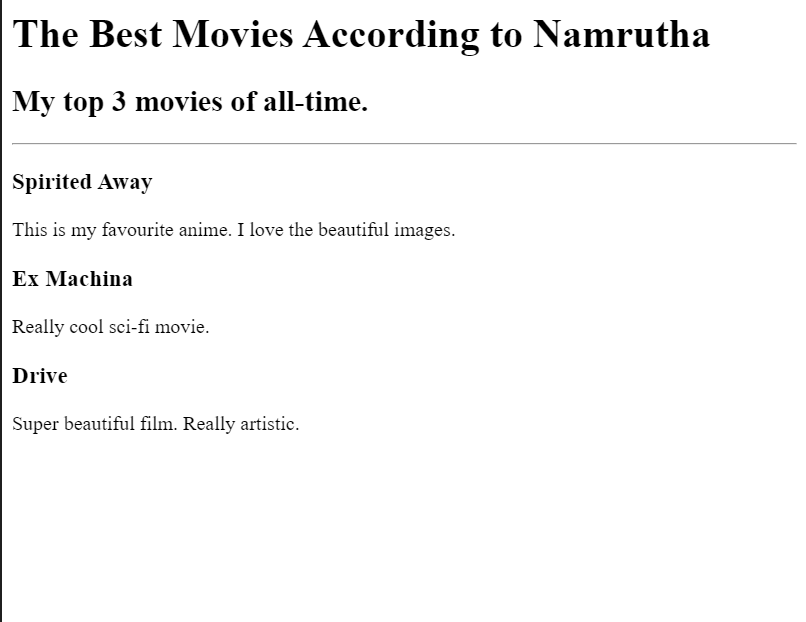 The Best Movies According to Namrutha
My top 3 movies of all-time.
Spirited Away
This is my favourite anime. I love the beautiful images.
Ex Machina
Really cool sci-fi movie.
Drive
Super beautiful film. Really artistic.